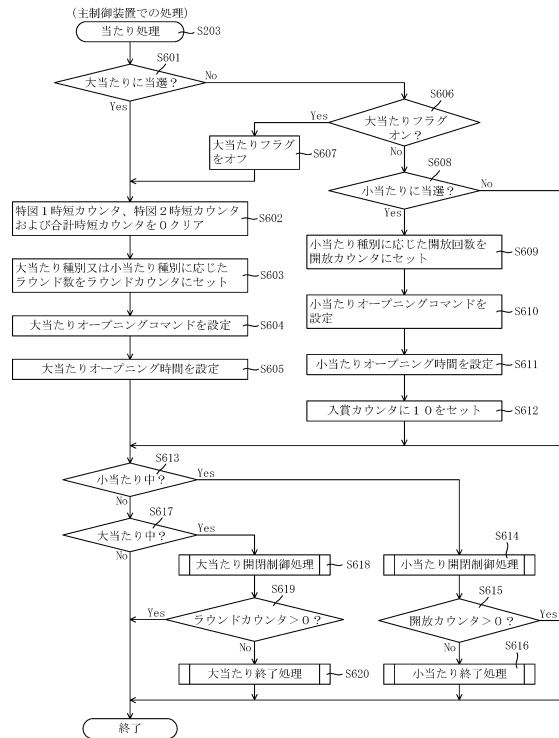 (主制御装置での処理)
当たり処理
S203
S601
大当たりに当選？
No
Yes
S606
大当たりフラグ
オン？
Yes
No
大当たりフラグ
をオフ
S607
S608
小当たりに当選？
No
Yes
特図１時短カウンタ、特図２時短カウンタ
および合計時短カウンタを０クリア
S602
大当たり種別又は小当たり種別に応じた
ラウンド数をラウンドカウンタにセット
S603
大当たりオープニングコマンドを設定
S604
大当たりオープニング時間を設定
S605
小当たり種別に応じた開放回数を
開放カウンタにセット
S609
小当たりオープニングコマンドを
設定
S610
小当たりオープニング時間を設定
S611
入賞カウンタに１０をセット
S612
S613
小当たり中？
Yes
No
S617
大当たり中？
Yes
No
大当たり開閉制御処理
S618
S614
小当たり開閉制御処理
S619
ラウンドカウンタ＞０？
Yes
No
S615
開放カウンタ＞０？
Yes
No
大当たり終了処理
S620
S616
小当たり終了処理
終了